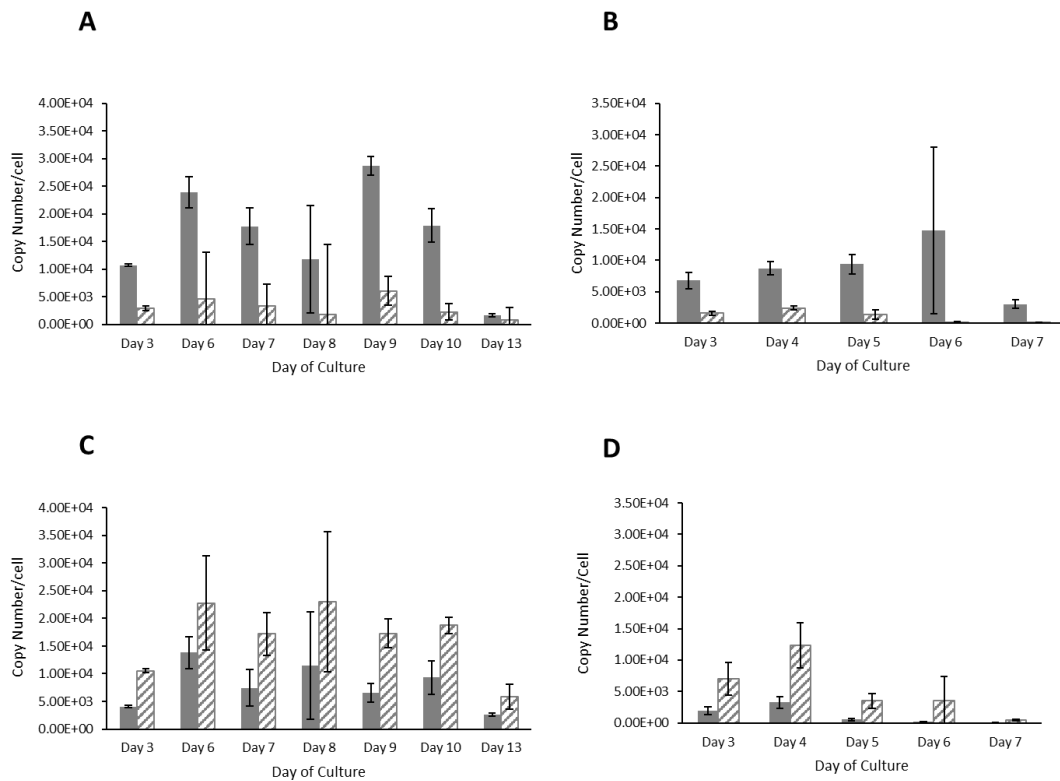 A
4.00E+04
3.50E+04
3.00E+04
2.50E+04
2.00E+04
1.50E+04
1.00E+04
5.00E+03
0.00E+00
Copy Number/cell
Day 3 Day 6 Day 7 Day 8 Day 9 Day 10 Day 13
Day of Culture
B
3.50E+04
3.00E+04
2.50E+04
2.00E+04
1.50E+04
1.00E+04
5.00E+03
0.00E+00
Copy Number/cell
Day 3 Day 4 Day 5 Day 6 Day 7
Day of Culture
C
4.00E+04
3.50E+04
3.00E+04
2.50E+04
2.00E+04
1.50E+04
1.00E+04
5.00E+03
0.00E+00
Copy Number/cell
Day 3 Day 6 Day 7 Day 8 Day 9 Day 10 Day 13
Day of Culture
D
3.50E+04
3.00E+04
2.50E+04
2.00E+04
1.50E+04
1.00E+04
5.00E+03
0.00E+00
Copy Number/Cell
Day 3 Day 4 Day 5 Day 6 Day 7
Day of Culture